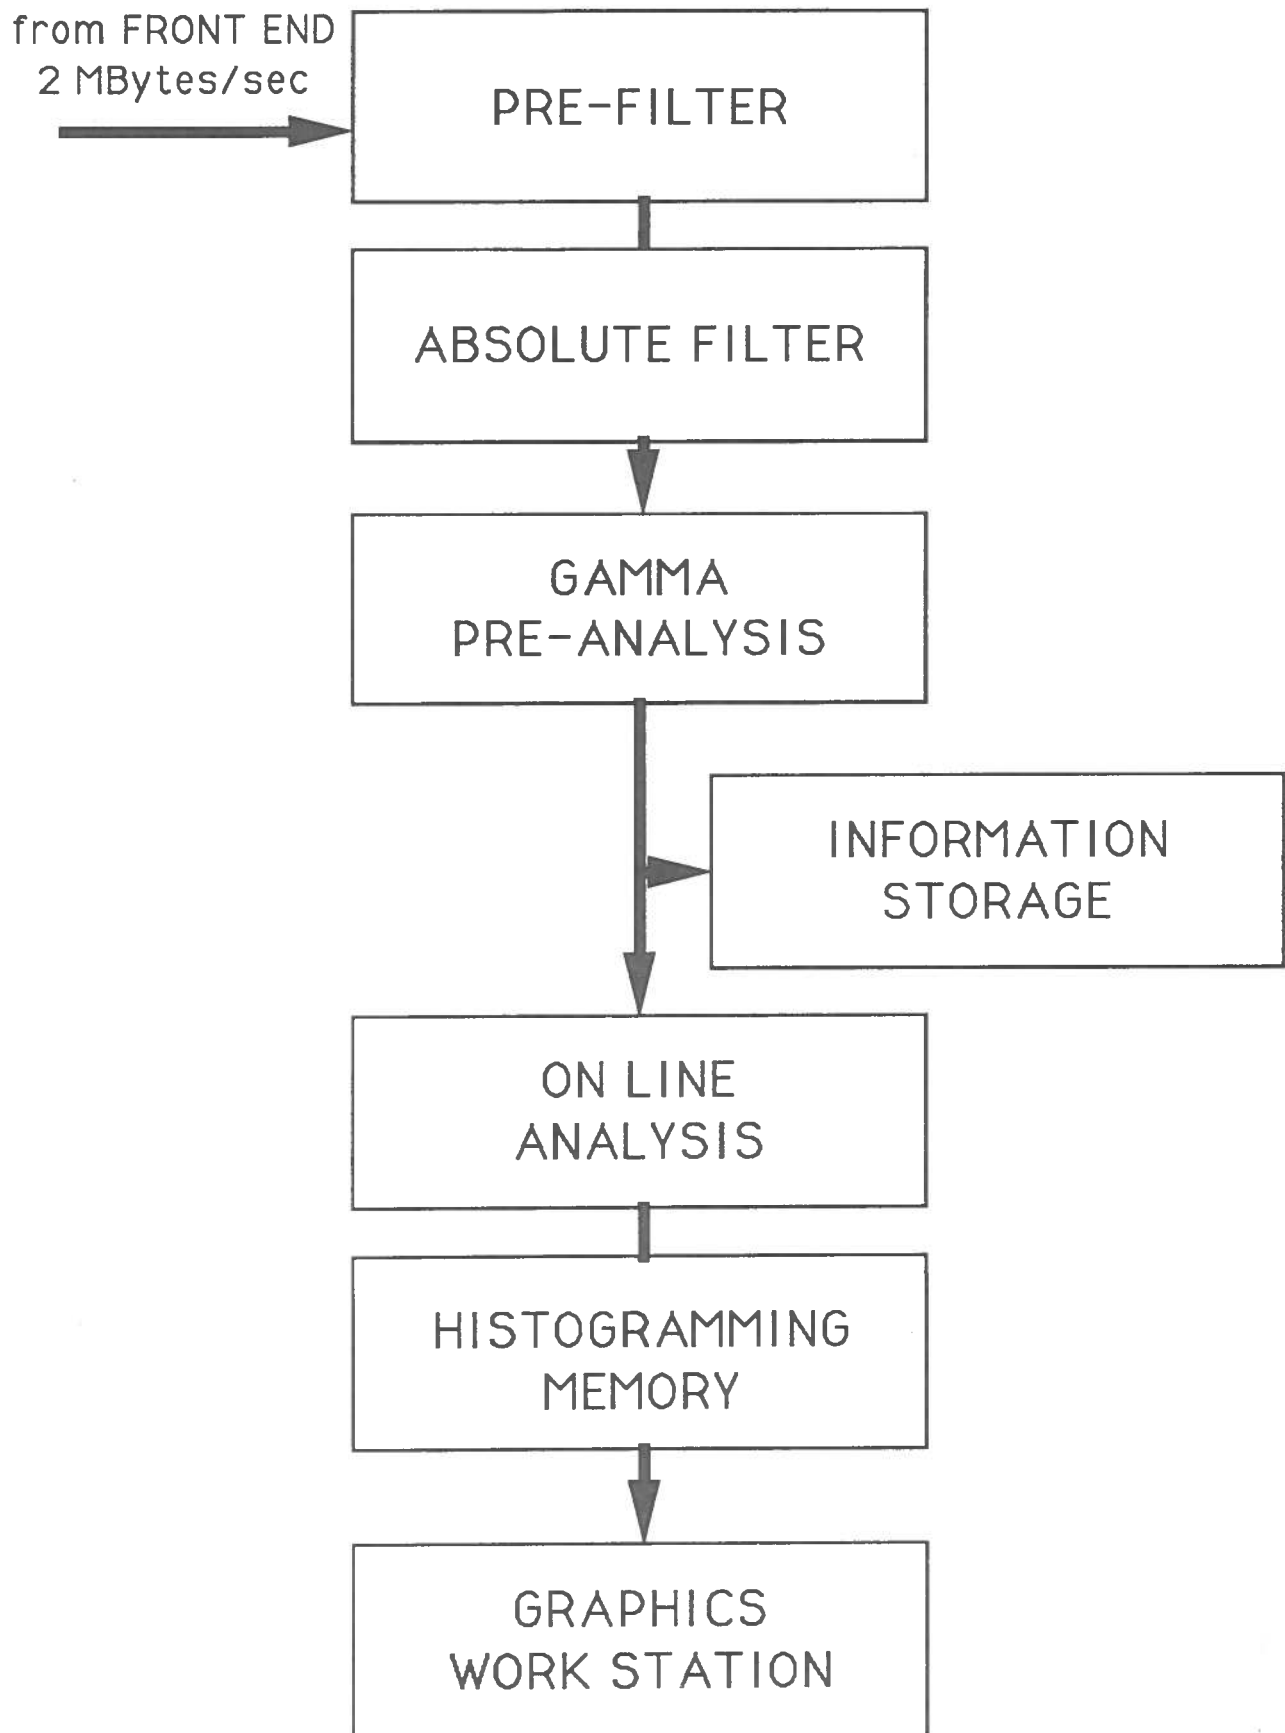 from FRONT END
2 MBytes/sec
PRE-FILTER
ABSOLUTE FILTER
GAMMA
PRE-ANALYSIS
INFORMATION
STORAGE
ON LINE
ANALYSIS
HISTOGRAMMING
MEMORY
GRAPHICS
WORK STATION